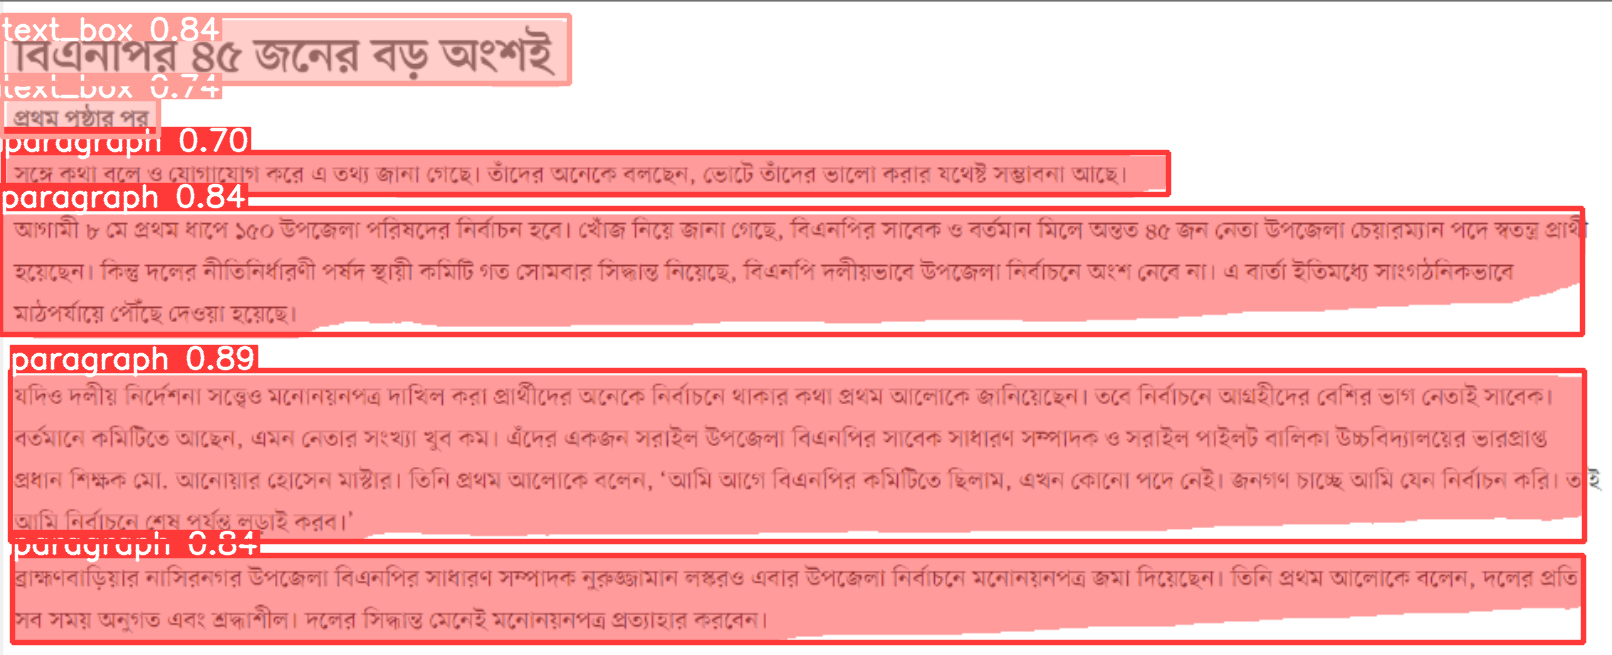 text_box 0.84
বিএনপির ৪৫ জনের বড় অংশই
text_box 0.74
প্রথম পৃষ্ঠার পর
paragraph 0.70
সঙ্গে কথা বলে ও যোগাযোগ করে এ তথ্য জানা গেছে। তাঁদের অনেকে বলছেন, ভোটে তাঁদের ভালো করার যথেষ্ট সম্ভাবনা আছে।
paragraph 0.84
আগামী ৮ মে প্রথম ধাপে ১৫০ উপজেলা পরিষদের নির্বাচন হবে। খোঁজ নিয়ে জানা গেছে, বিএনপির সাবেক ও বর্তমান মিলে অন্তত ৪৫ জন নেতা উপজেলা চেয়ারম্যান পদে স্বতন্ত্র প্রার্থী
হয়েছেন। কিন্তু দলের নীতিনির্ধারণী পর্ষদ স্থায়ী কমিটি গত সোমবার সিদ্ধান্ত নিয়েছে, বিএনপি দলীয়ভাবে উপজেলা নির্বাচনে অংশ নেবে না। এ বার্তা ইতিমধ্যে সাংগঠনিকভাবে
মাঠপর্যায়ে পৌঁছে দেওয়া হয়েছে।
paragraph 0.89
যদিও দলীয় নির্দেশনা সত্ত্বেও মনোনয়নপত্র দাখিল করা প্রার্থীদের অনেকে নির্বাচনে থাকার কথা প্রথম আলোকে জানিয়েছেন। তবে নির্বাচনে আগ্রহীদের বেশির ভাগ নেতাই সাবেক।
বর্তমানে কমিটিতে আছেন, এমন নেতার সংখ্যা খুব কম। এঁদের একজন সরাইল উপজেলা বিএনপির সাবেক সাধারণ সম্পাদক ও সরাইল পাইলট বালিকা উচ্চবিদ্যালয়ের ভারপ্রাপ্ত
প্রধান শিক্ষক মো. আনোয়ার হোসেন মাস্টার। তিনি প্রথম আলোকে বলেন, ‘আমি আগে বিএনপির কমিটিতে ছিলাম, এখন কোনো পদে নেই। জনগণ চাচ্ছে আমি যেন নির্বাচন করি। তাই
আমি নির্বাচনে শেষ পর্যন্ত লড়াই করব।’
paragraph 0.84
ব্রাহ্মণবাড়িয়ার নাসিরনগর উপজেলা বিএনপির সাধারণ সম্পাদক নুরুজ্জামান লস্করও এবার উপজেলা নির্বাচনে মনোনয়নপত্র জমা দিয়েছেন। তিনি প্রথম আলোকে বলেন, দলের প্রতি
সব সময় অনুগত এবং শ্রদ্ধাশীল। দলের সিদ্ধান্ত মেনেই মনোনয়নপত্র প্রত্যাহার করবেন।